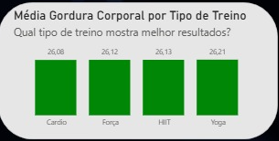 Média Gordura Corporal por Tipo de Treino
Qual tipo de treino mostra melhor resultados?
26,08 26,12 26,13 26,21
Cardio Força HIIT Yoga